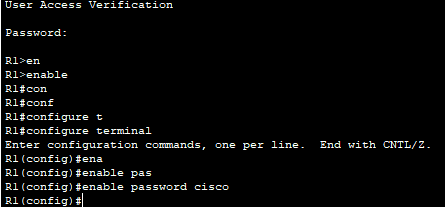 User Access Verification
Password:
R1>en
R1>enable
R1#con
R1#conf
R1#configure t
R1#configure terminal
Enter configuration commands, one per line.  End with CNTL/Z.
R1(config)#ena
R1(config)#enable pas
R1(config)#enable password cisco
R1(config)#